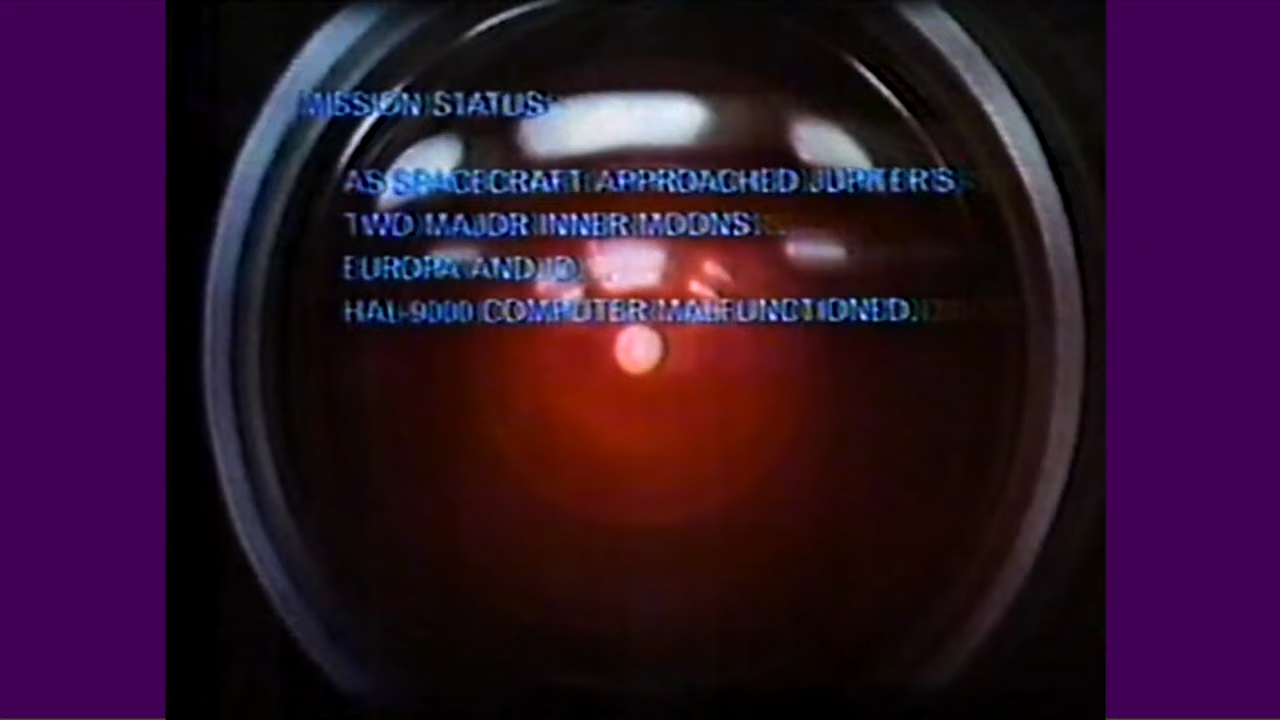 MISSION STATUS:
AS SPACECRAFT APPROACHED JUPITER'S
TWO MAJOR INNER MOONS
EUROPA AND IO,
HAL-9000 COMPUTER MALFUNCTIONED.